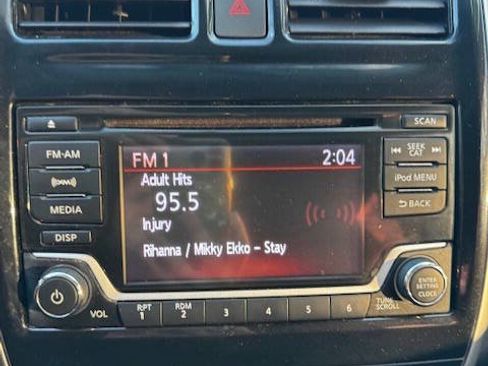 SCAN
FM-AM
FM 1
2:04
SEEK
CAT
Adult Hits
((XM))
iPod MENU
95.5
MEDIA
BACK
Injury
DISP
Rihanna / Mikky Ekko - Stay
ENTER
SETTING
CLOCK
VOL
RPT
1
RDM
2
3
4
5
6
TUNE
SCROLL